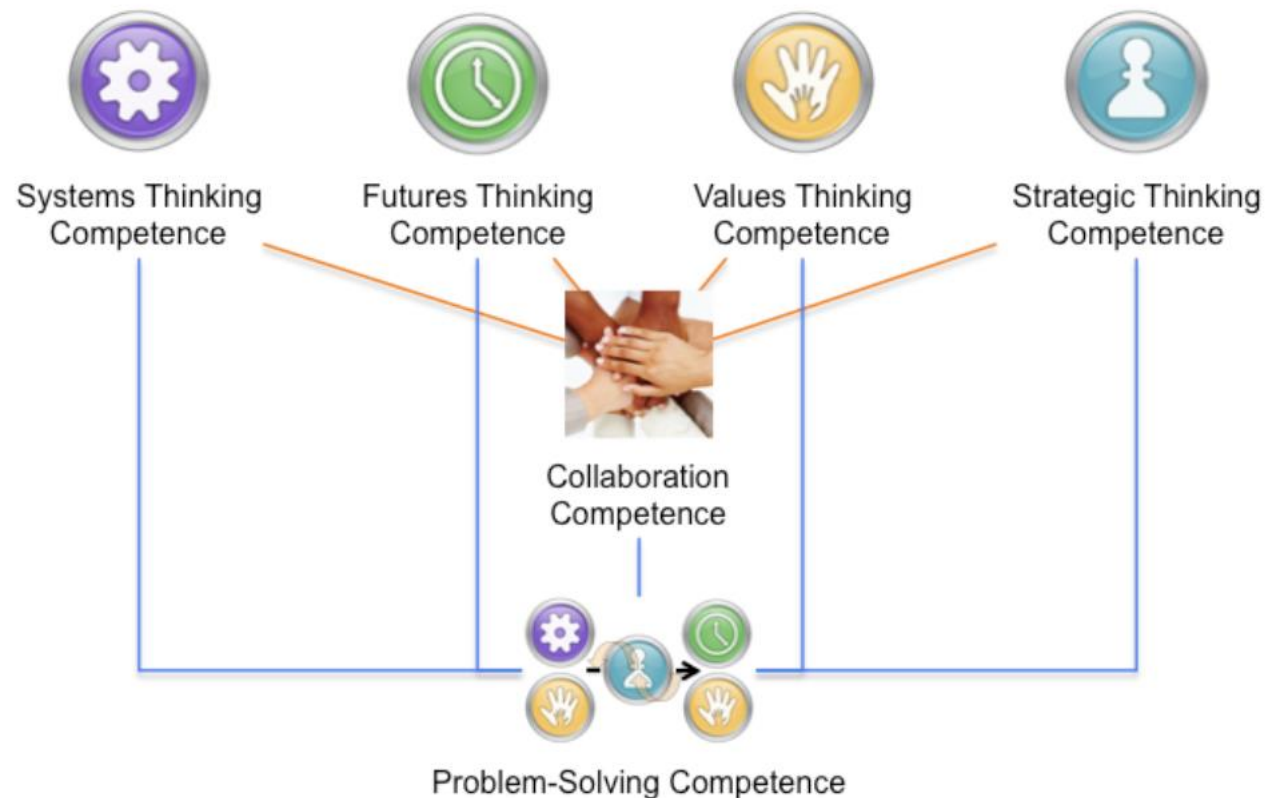 Systems Thinking
Competence
Futures Thinking
Competence
Values Thinking
Competence
Strategic Thinking
Competence
Collaboration
Competence
Problem-Solving Competence